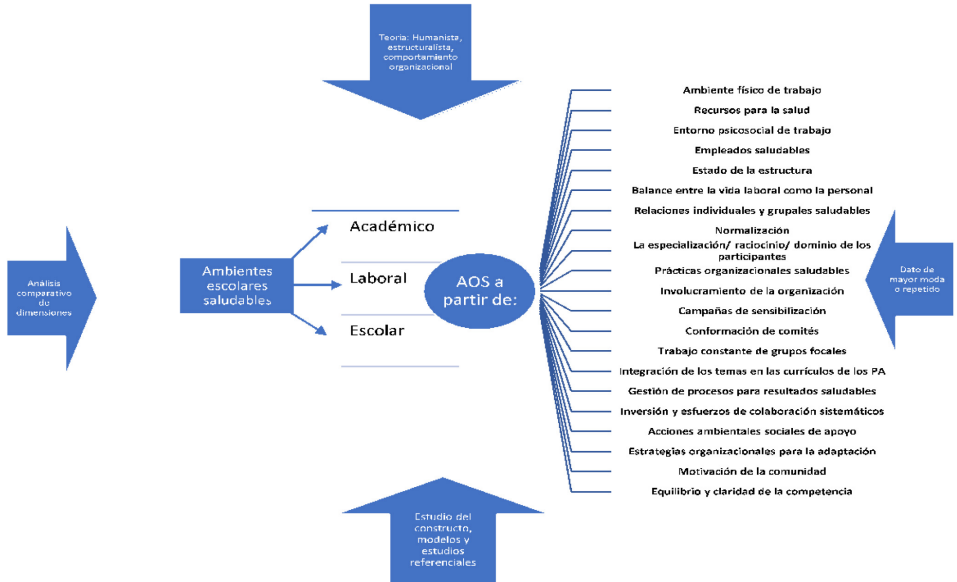 Teoría: Humanista,
estructuralista,
comportamiento
organizacional
Análisis
comparativo
de
dimensiones
Ambientes
escolares
saludables
Académico
Laboral
Escolar
AOS a
partir de:
Ambiente físico de trabajo
Recursos para la salud
Entorno psicosocial de trabajo
Empleados saludables
Estado de la estructura
Balance entre la vida laboral como la personal
Relaciones individuales y grupales saludables
Normalización
La especialización/ raciocinio/ dominio de los
participantes
Prácticas organizacionales saludables
Involucramiento de la organización
Campañas de sensibilización
Conformación de comités
Trabajo constante de grupos focales
Integración de los temas en las currículos de los PA
Gestión de procesos para resultados saludables
Inversión y esfuerzos de colaboración sistemáticos
Acciones ambientales sociales de apoyo
Estrategias organizacionales para la adaptación
Motivación de la comunidad
Equilibrio y claridad de la competencia
Dato de
mayor moda
o repetido
Estudio del
constructo,
modelos y
estudios
referenciales